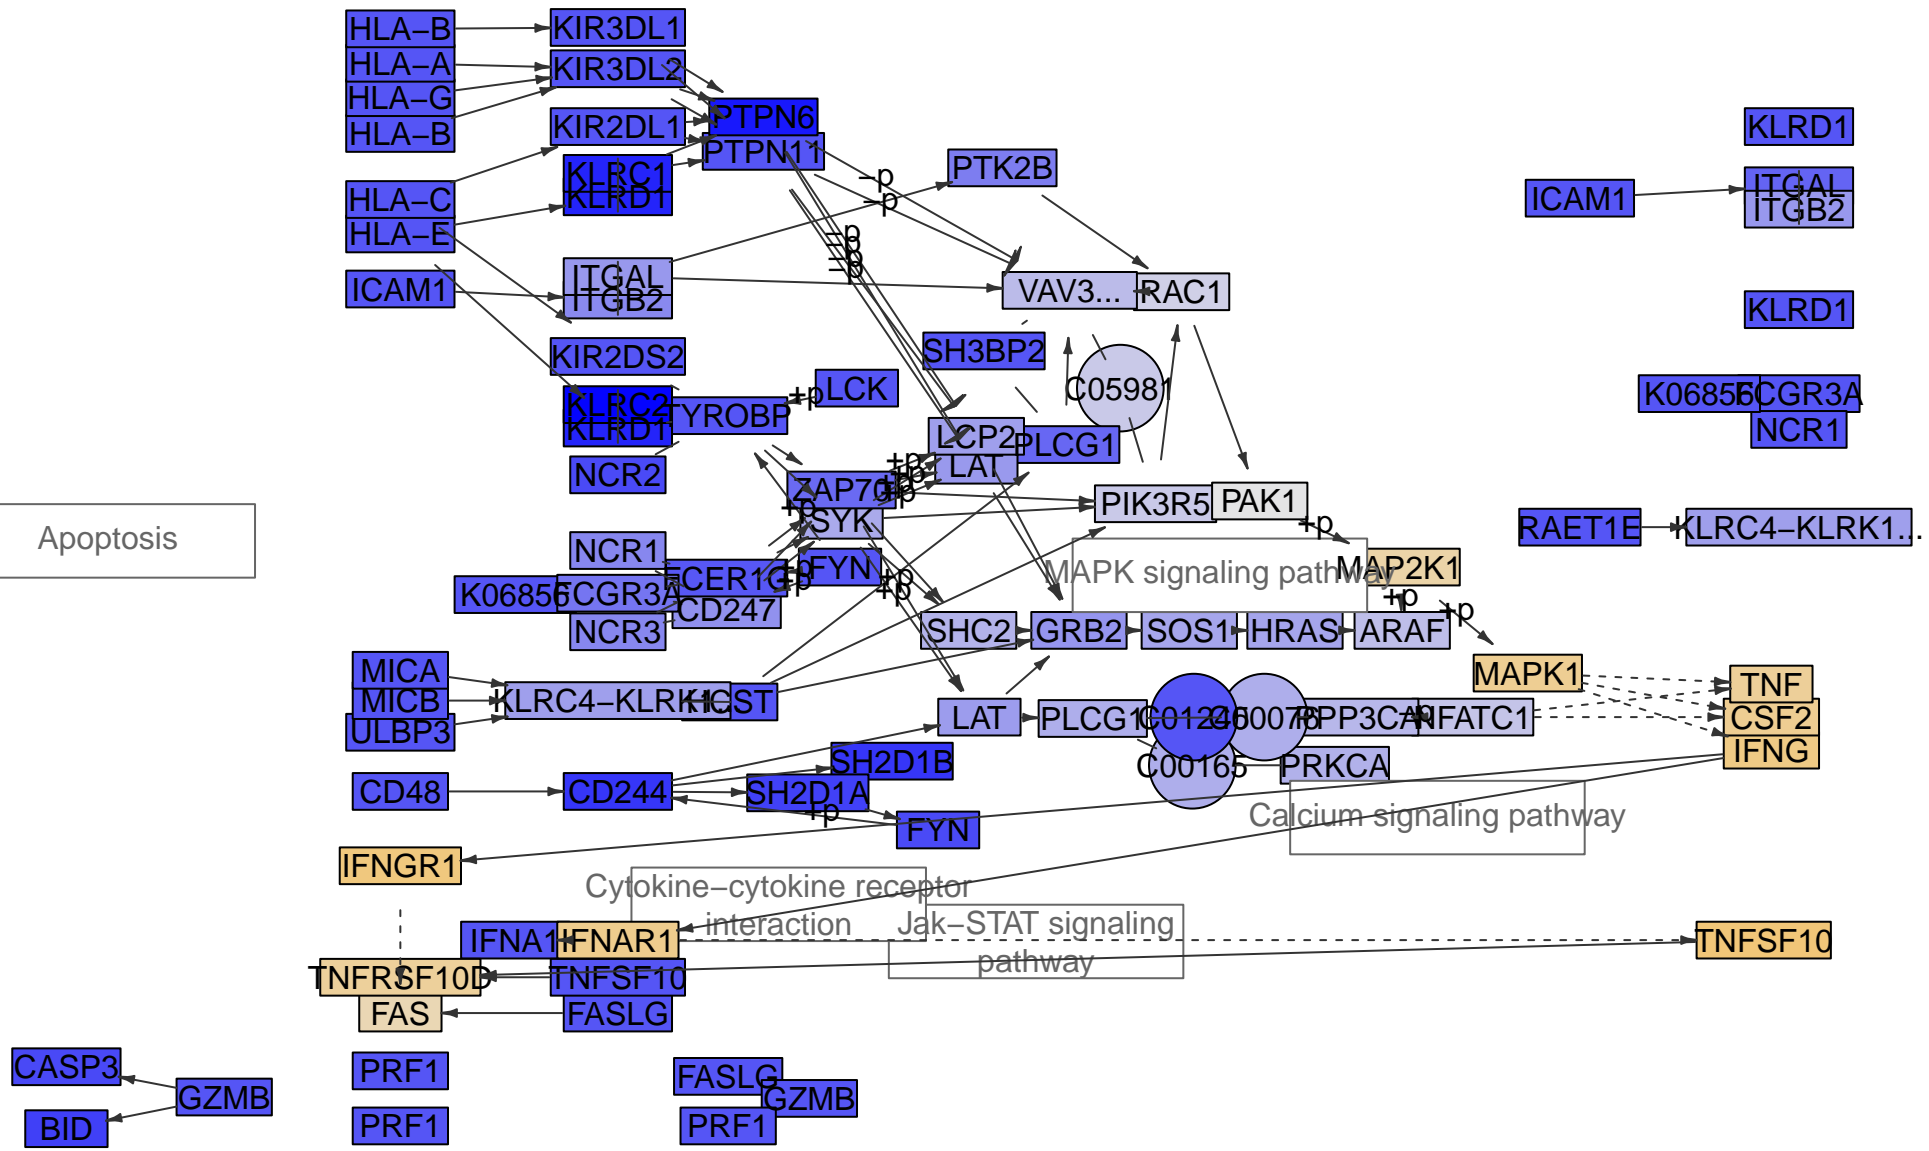 HLA−B
KIR3DL1
HLA−A
KIR3DL2
HLA−G
HLA−B
PTPN6
KIR2DL1
PTPN11
KLRD1
PTK2B
KLRC1
KLRD1
−p
−p
ITGAL
ITGB2
ICAM1
HLA−C
HLA−E
−p
−p
−p
−p
ICAM1
ITGAL
ITGB2
VAV3...
RAC1
KLRD1
KIR2DS2
SH3BP2
C05981
LCK
+p
KLRC2
KLRD1
TYROBP
K06856
FCGR3A
NCR1
LCP2
PLCG1
LAT
NCR2
+p
+p
+p
+p
ZAP70
SYK
+p
PIK3R5
PAK1
+p
RAET1E
KLRC4−KLRK1...
Apoptosis
NCR1
FCER1G
+p
+p
FYN
+p
+p
MAPK signaling pathway
MAP2K1
K06856
FCGR3A
CD247
NCR3
+p
+p
SHC2
GRB2
SOS1
HRAS
ARAF
MICA
MICB
ULBP3
KLRC4−KLRK1...
HCST
MAPK1
TNF
CSF2
IFNG
LAT
PLCG1
C01245
C00076
PPP3CA
NFATC1
C00165
PRKCA
SH2D1B
CD48
CD244
SH2D1A
+p
FYN
Calcium signaling pathway
IFNGR1
Cytokine−cytokine receptor
interaction
Jak−STAT signaling
pathway
IFNA1
IFNAR1
TNFSF10
TNFRSF10D
TNFSF10
FAS
FASLG
CASP3
GZMB
BID
PRF1
PRF1
FASLG
GZMB
PRF1